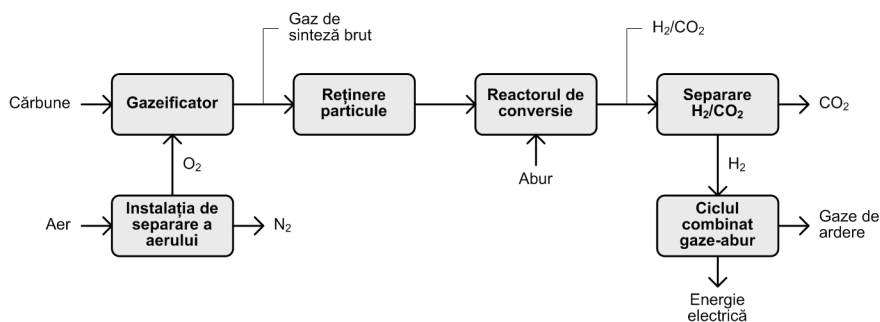 Gaz de
sinteză brut
H₂/CO₂
Cărbune
Gazeificator
Reținere
particule
Reactorul de
conversie
Separare
H₂/CO₂
CO₂
O₂
Abur
H₂
Aer
Instalația de
separare a
aerului
N₂
Ciclul
combinat
gaze-abur
Gaze de
ardere
Energie
electrică